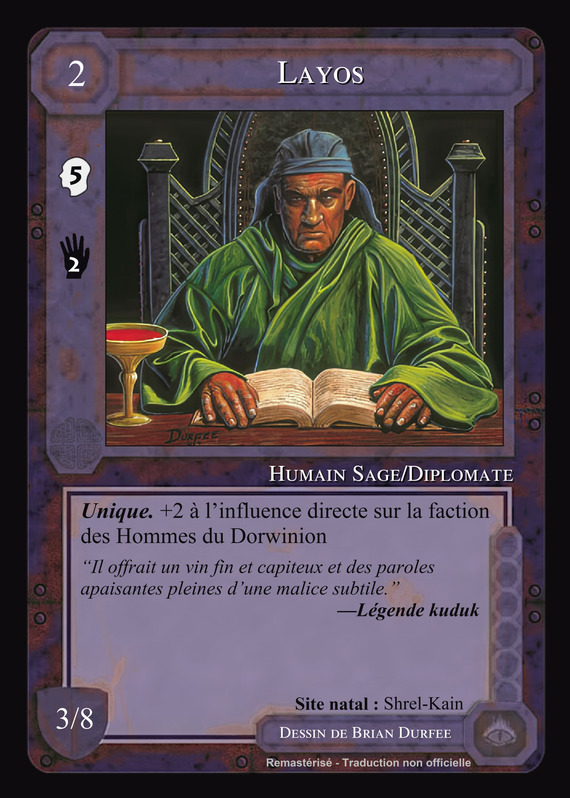 2
LAYOS
5
2
DURFEE
HUMAIN SAGE/DIPLOMATE
Unique. +2 à l’influence directe sur la faction
des Hommes du Dorwinion
“Il offrait un vin fin et capiteux et des paroles
apaisantes pleines d’une malice subtile.”
—Légende kuduk
Site natal : Shrel-Kain
3/8
DESSIN DE BRIAN DURFEE
Remastérisé - Traduction non officielle